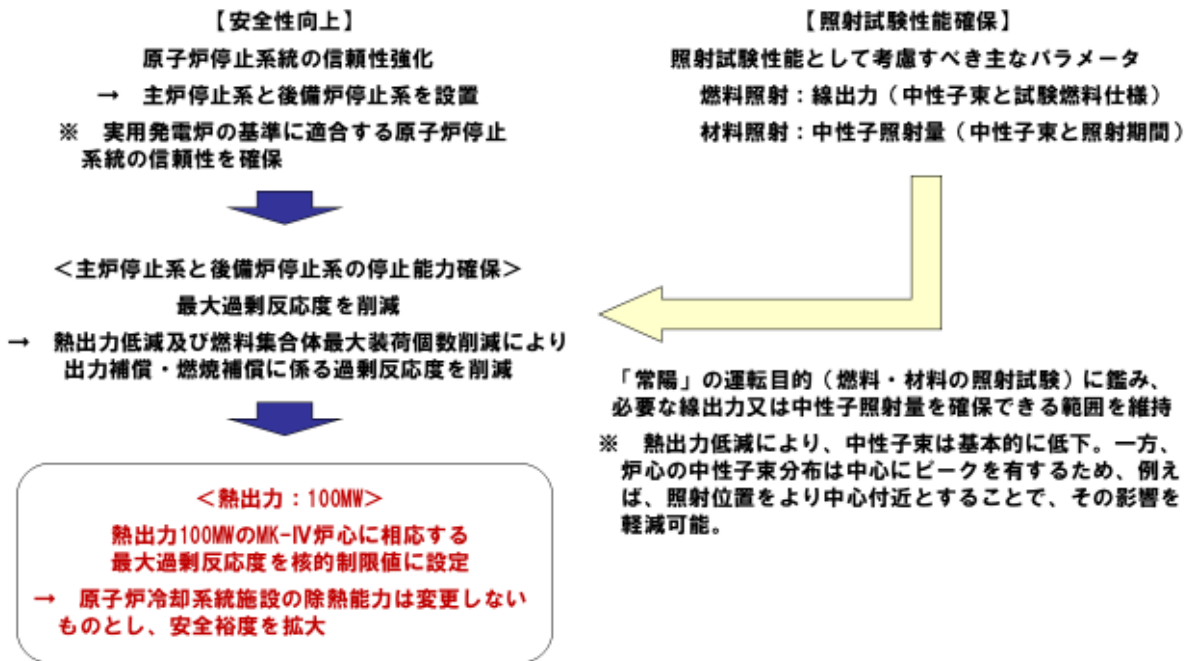 【安全性向上】
原子炉停止系統の信頼性強化
→ 主炉停止系と後備炉停止系を設置
※ 実用発電炉の基準に適合する原子炉停止
系統の信頼性を確保
＜主炉停止系と後備炉停止系の停止能力確保＞
最大過剰反応度を削減
→ 熱出力低減及び燃料集合体最大装荷個数削減により
出力補償・燃焼補償に係る過剰反応度を削減
＜熱出力：100MW＞
熱出力100MWのMK-Ⅳ炉心に相応する
最大過剰反応度を核的制限値に設定
→ 原子炉冷却系統施設の除熱能力は変更しない
ものとし、安全裕度を拡大
【照射試験性能確保】
照射試験性能として考慮すべき主なパラメータ
燃料照射：線出力（中性子束と試験燃料仕様）
材料照射：中性子照射量（中性子束と照射期間）
「常陽」の運転目的（燃料・材料の照射試験）に鑑み、
必要な線出力又は中性子照射量を確保できる範囲を維持
※ 熱出力低減により、中性子束は基本的に低下。一方、
炉心の中性子束分布は中心にピークを有するため、例え
ば、照射位置をより中心付近とすることで、その影響を
軽減可能。